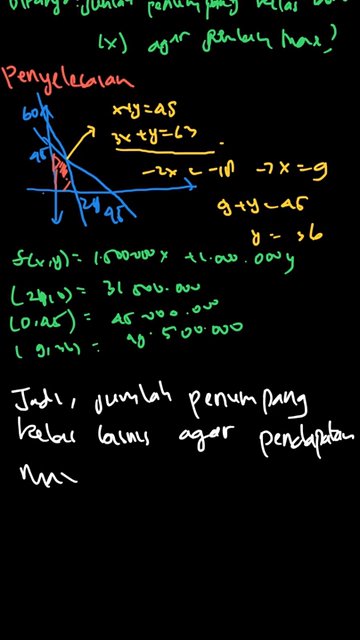 (x) agar
Penyelesaian
x+y=45
3x+y=63
-2x = -18 → x = 9
9+y=45
y = 36
60
45
21 45
f(x,y) = 1.500.000x + 1.000.000y
(21,0) = 31.500.000
(0,45) = 45.000.000
(9,36) = 49.500.000
Jadi, jumlah penumpang
kelas bisnis agar pendapatan